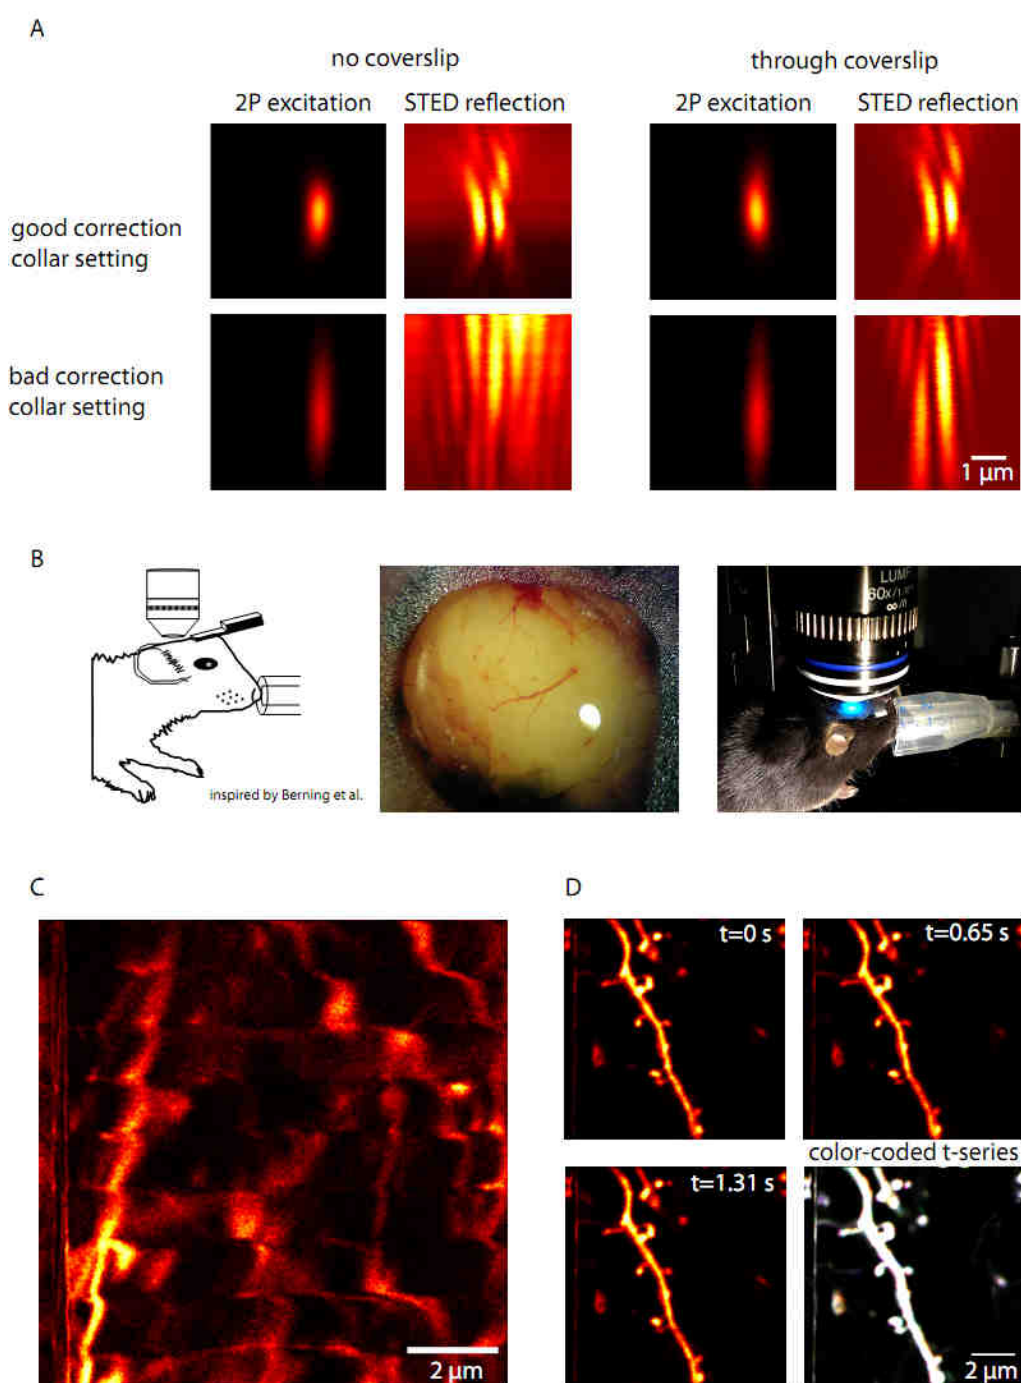 A
no coverslip
through coverslip
2P excitation
STED reflection
2P excitation
STED reflection
good correction
collar setting
bad correction
collar setting
1 µm
B
inspired by Berning et al.
LUMF
60x/1.
∞/
C
D
t=0 s
t=0.65 s
color-coded t-series
t=1.31 s
2 µm
2 µm